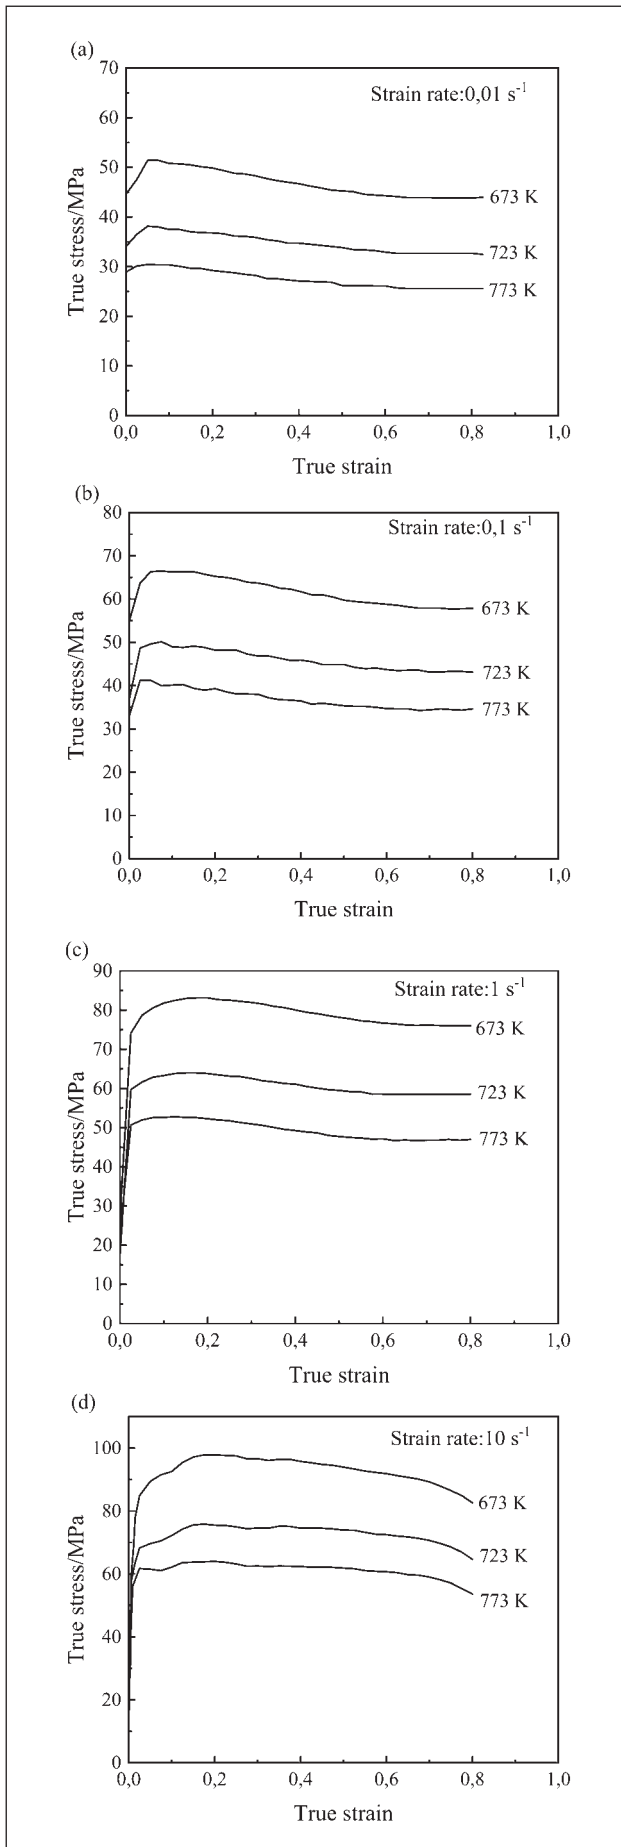 (a)
Strain rate:0,01 s⁻¹
70
60
50
40
30
20
10
0
673 K
723 K
773 K
0,0 0,2 0,4 0,6 0,8 1,0
True stress/MPa
True strain
(b)
Strain rate:0,1 s⁻¹
80
70
60
50
40
30
20
10
0
673 K
723 K
773 K
0,0 0,2 0,4 0,6 0,8 1,0
True stress/MPa
True strain
(c)
Strain rate:1 s⁻¹
90
80
70
60
50
40
30
20
10
0
673 K
723 K
773 K
0,0 0,2 0,4 0,6 0,8 1,0
True stress/MPa
True strain
(d)
Strain rate:10 s⁻¹
100
80
60
40
20
0
673 K
723 K
773 K
0,0 0,2 0,4 0,6 0,8 1,0
True stress/MPa
True strain